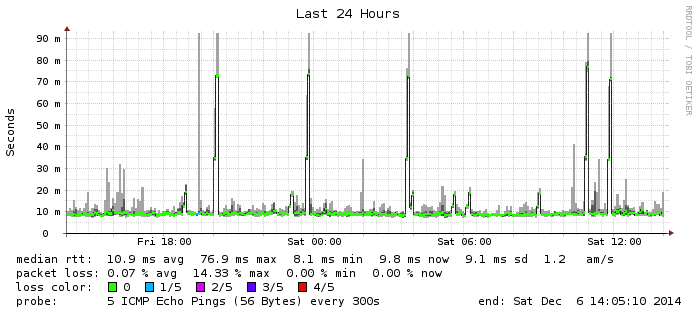 Last 24 Hours
RRDTOOL / TOBI OETIKER
Seconds
90 m
80 m
70 m
60 m
50 m
40 m
30 m
20 m
10 m
0
Fri 18:00 Sat 00:00 Sat 06:00 Sat 12:00
median rtt: 10.9 ms avg 76.9 ms max 8.1 ms min 9.8 ms now 9.1 ms sd 1.2 am/s
packet loss: 0.07 % avg 14.33 % max 0.00 % min 0.00 % now
loss color: 0 1/5 2/5 3/5 4/5
probe: 5 ICMP Echo Pings (56 Bytes) every 300s end: Sat Dec 6 14:05:10 2014